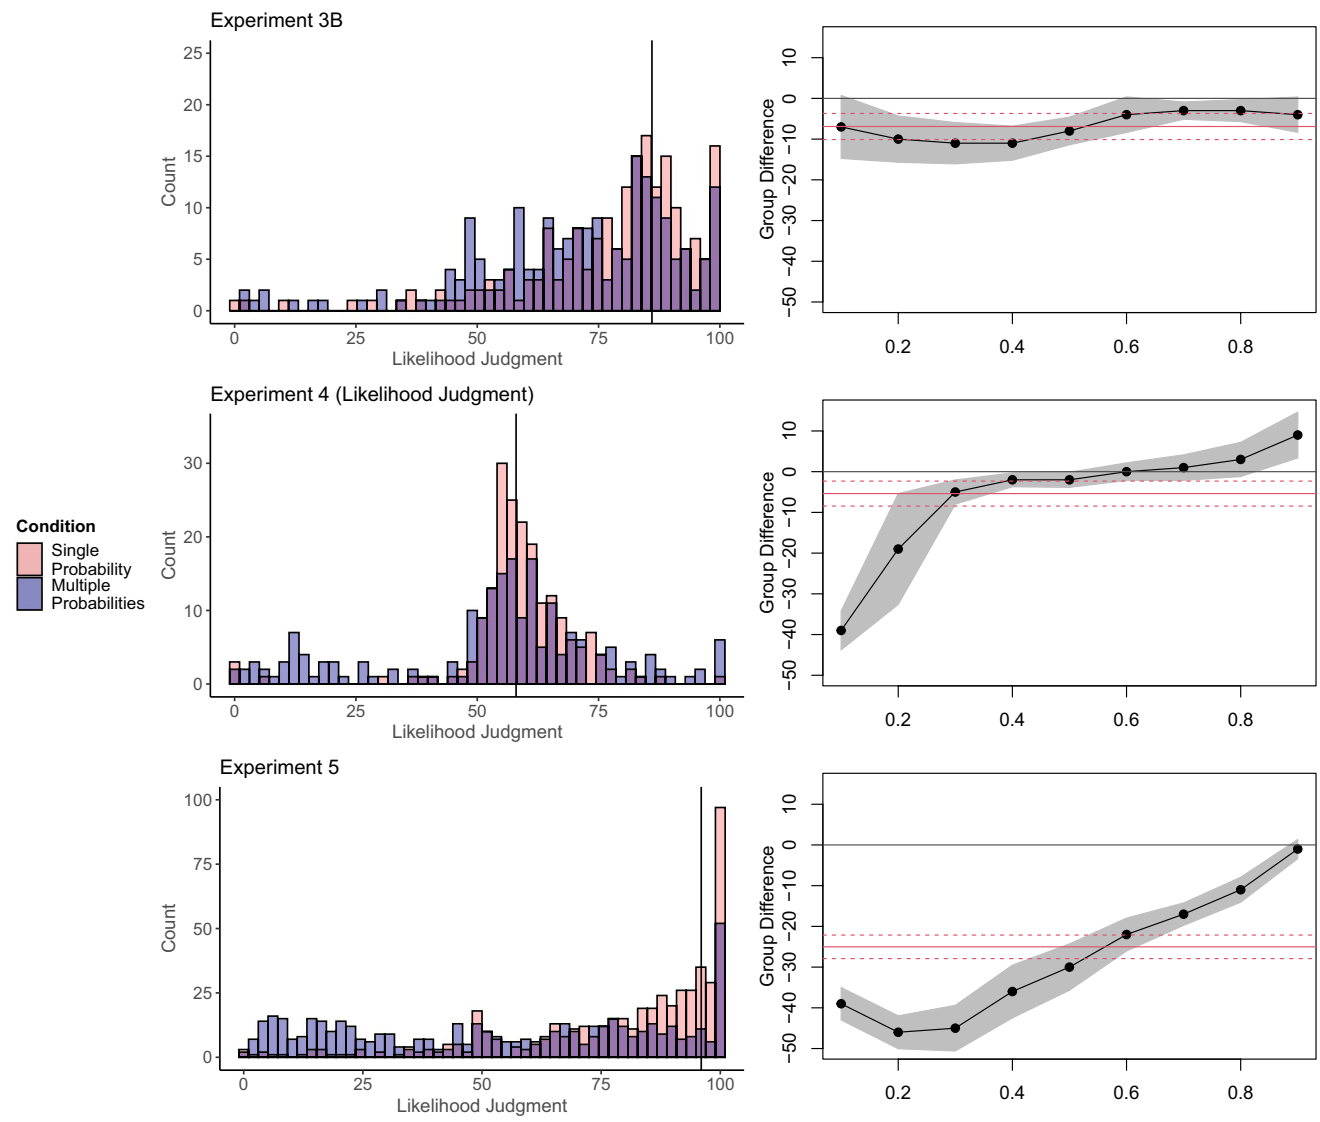 Experiment 3B
25
20
15
10
5
0
Count
0 25 50 75 100
Likelihood Judgment
10
0
−10
−20
−30
−40
−50
Group Difference
0.2 0.4 0.6 0.8
Experiment 4 (Likelihood Judgment)
30
20
10
0
Count
0 25 50 75 100
Likelihood Judgment
10
0
−10
−20
−30
−40
−50
Group Difference
0.2 0.4 0.6 0.8
Condition
Single
Probability
Multiple
Probabilities
Experiment 5
100
75
50
25
0
Count
0 25 50 75 100
Likelihood Judgment
10
0
−10
−20
−30
−40
−50
Group Difference
0.2 0.4 0.6 0.8